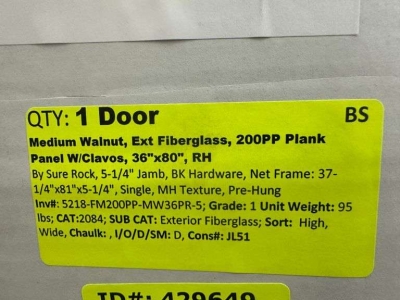 QTY: 1 Door BS
Medium Walnut, Ext Fiberglass, 200PP Plank
Panel W/Clavos, 36"x80", RH
By Sure Rock, 5-1/4" Jamb, BK Hardware, Net Frame: 37-
1/4"x81"x5-1/4", Single, MH Texture, Pre-Hung
Inv#: 5218-FM200PP-MW36PR-5; Grade: 1 Unit Weight: 95
lbs; CAT:2084; SUB CAT: Exterior Fiberglass; Sort: High,
Wide, Chaulk: , I/O/D/SM: D, Cons#: JL51
ID#: 429649